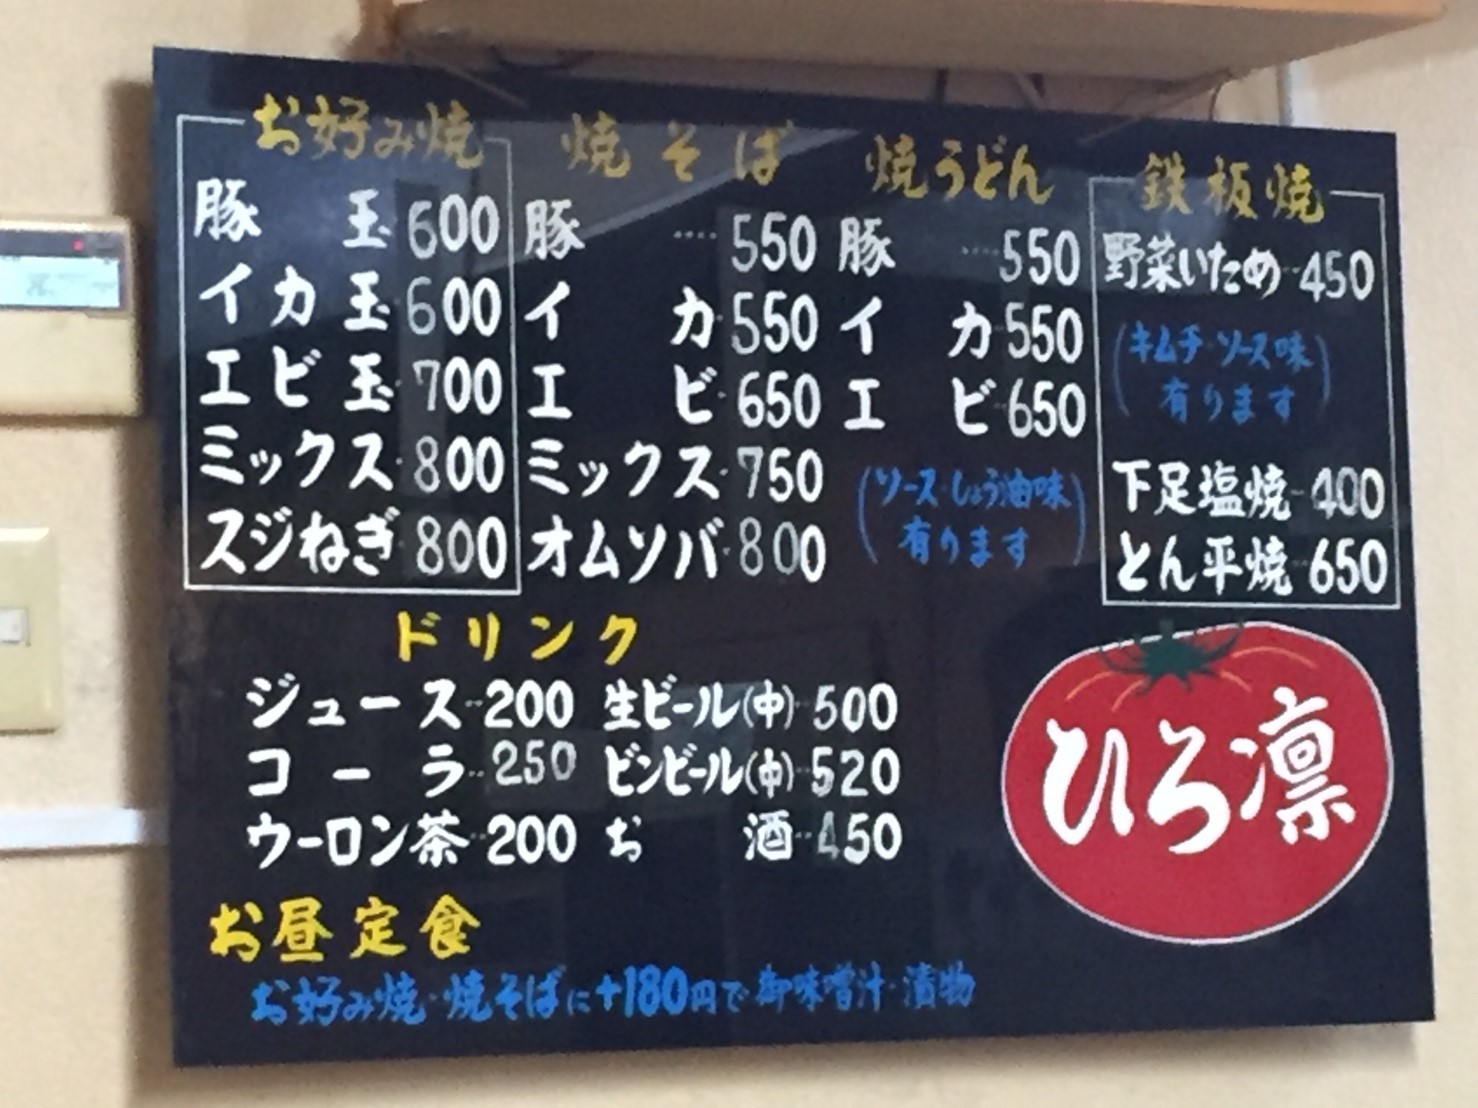 お好み焼
豚玉 600
イカ玉 600
エビ玉 700
ミックス 800
スジねぎ 800
焼そば
豚 550
イカ 550
エビ 650
ミックス 750
オムソバ 800
焼うどん
豚 550
イカ 550
エビ 650
(ソース・しょう油味
有ります)
鉄板焼
野菜いため 450
(キムチ・ソース味
有ります)
下足塩焼 400
とん平焼 650
ドリンク
ジュース 200
コーラ 250
ウーロン茶 200
生ビール(中) 500
ビンビール(中) 520
お酒 450
ひろ凛
お昼定食
お好み焼・焼そばに+180円で御味噌汁・漬物